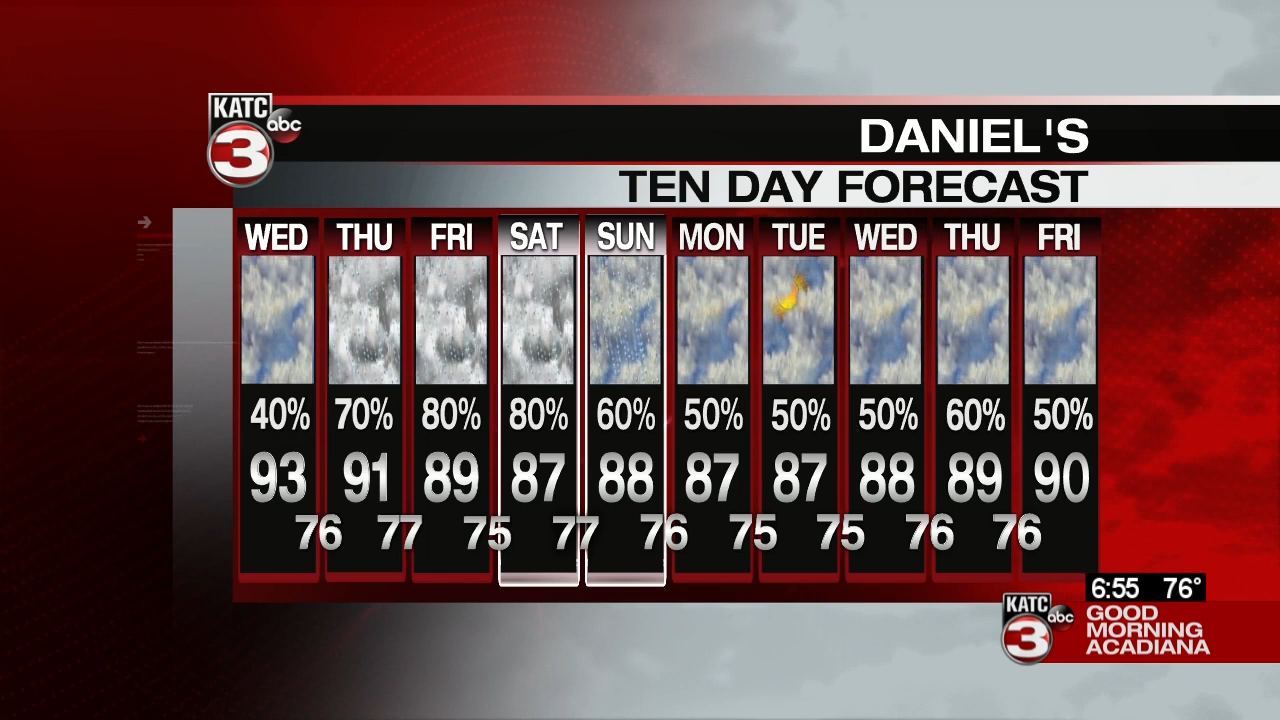 KATC
abc
3
DANIEL'S
TEN DAY FORECAST
WED THU FRI SAT SUN MON TUE WED THU FRI
40% 70% 80% 80% 60% 50% 50% 50% 60% 50%
93 91 89 87 88 87 87 88 89 90
76 77 75 77 76 75 75 76 76
6:55 76°
KATC
abc
3
GOOD
MORNING
ACADIANA